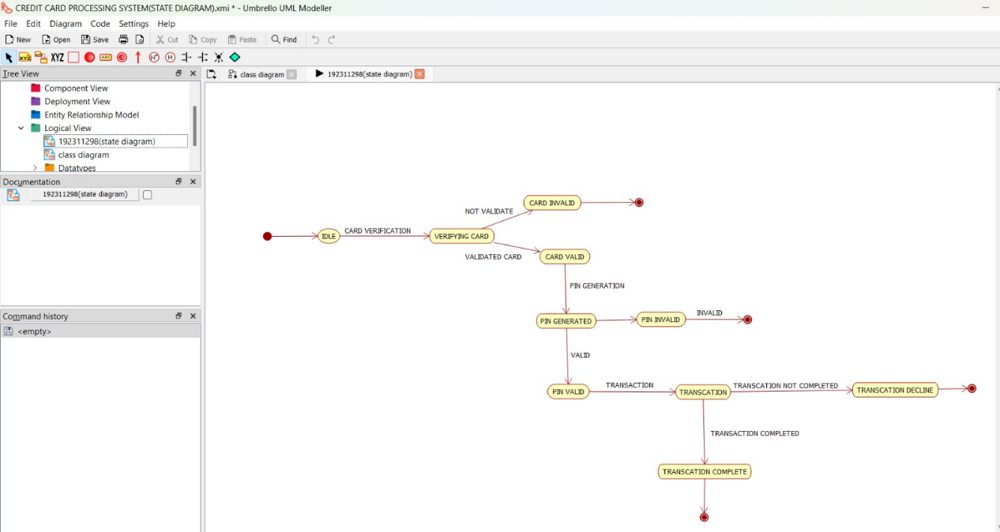 CREDIT CARD PROCESSING SYSTEM(STATE DIAGRAM).xmi * - Umbrello UML Modeller
File Edit Diagram Code Settings Help
New Open Save Cut Copy Paste Find
XYZ XYZ ABC H* H
Tree View
class diagram
192311298(state diagram)
Component View
Deployment View
Entity Relationship Model
Logical View
192311298(state diagram)
class diagram
Datatypes
Documentation
192311298(state diagram)
Command history
<empty>
CARD INVALID
NOT VALIDATE
IDLE
CARD VERIFICATION
VERIFYING CARD
VALIDATED CARD
CARD VALID
PIN GENERATION
PIN GENERATED
PIN INVALID
INVALID
VALID
PIN VALID
TRANSACTION
TRANSCATION
TRANSCATION NOT COMPLETED
TRANSCATION DECLINE
TRANSACTION COMPLETED
TRANSCATION COMPLETE